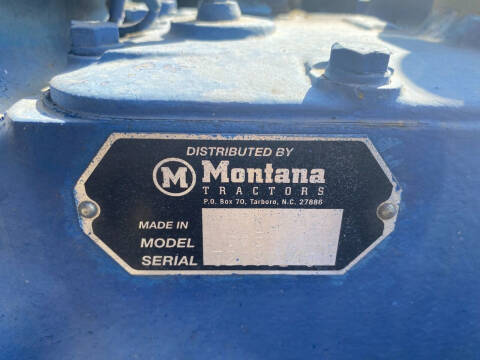 DISTRIBUTED BY
M Montana
TRACTORS
P.O. Box 70, Tarboro, N.C. 27886
MADE IN
MODEL
SERIAL